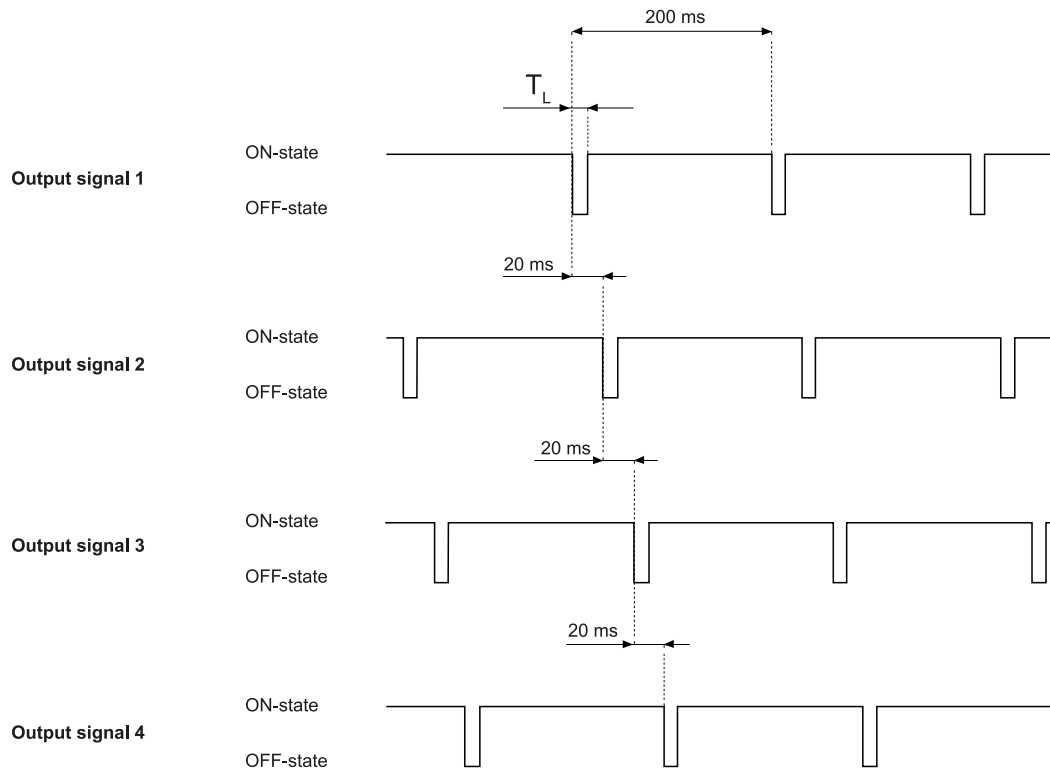 200 ms
T_L
ON-state
Output signal 1
OFF-state
20 ms
ON-state
Output signal 2
OFF-state
20 ms
ON-state
Output signal 3
OFF-state
20 ms
ON-state
Output signal 4
OFF-state